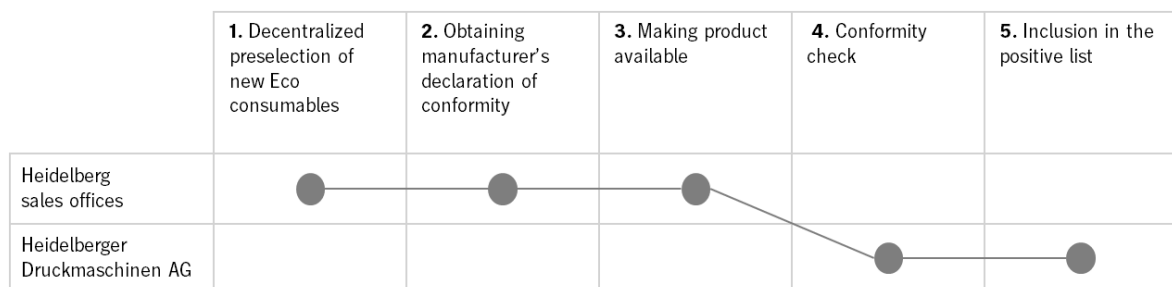 1. Decentralized
preselection of
new Eco
consumables
2. Obtaining
manufacturer's
declaration of
conformity
3. Making product
available
4. Conformity
check
5. Inclusion in the
positive list
Heidelberg
sales offices
Heidelberger
Druckmaschinen AG